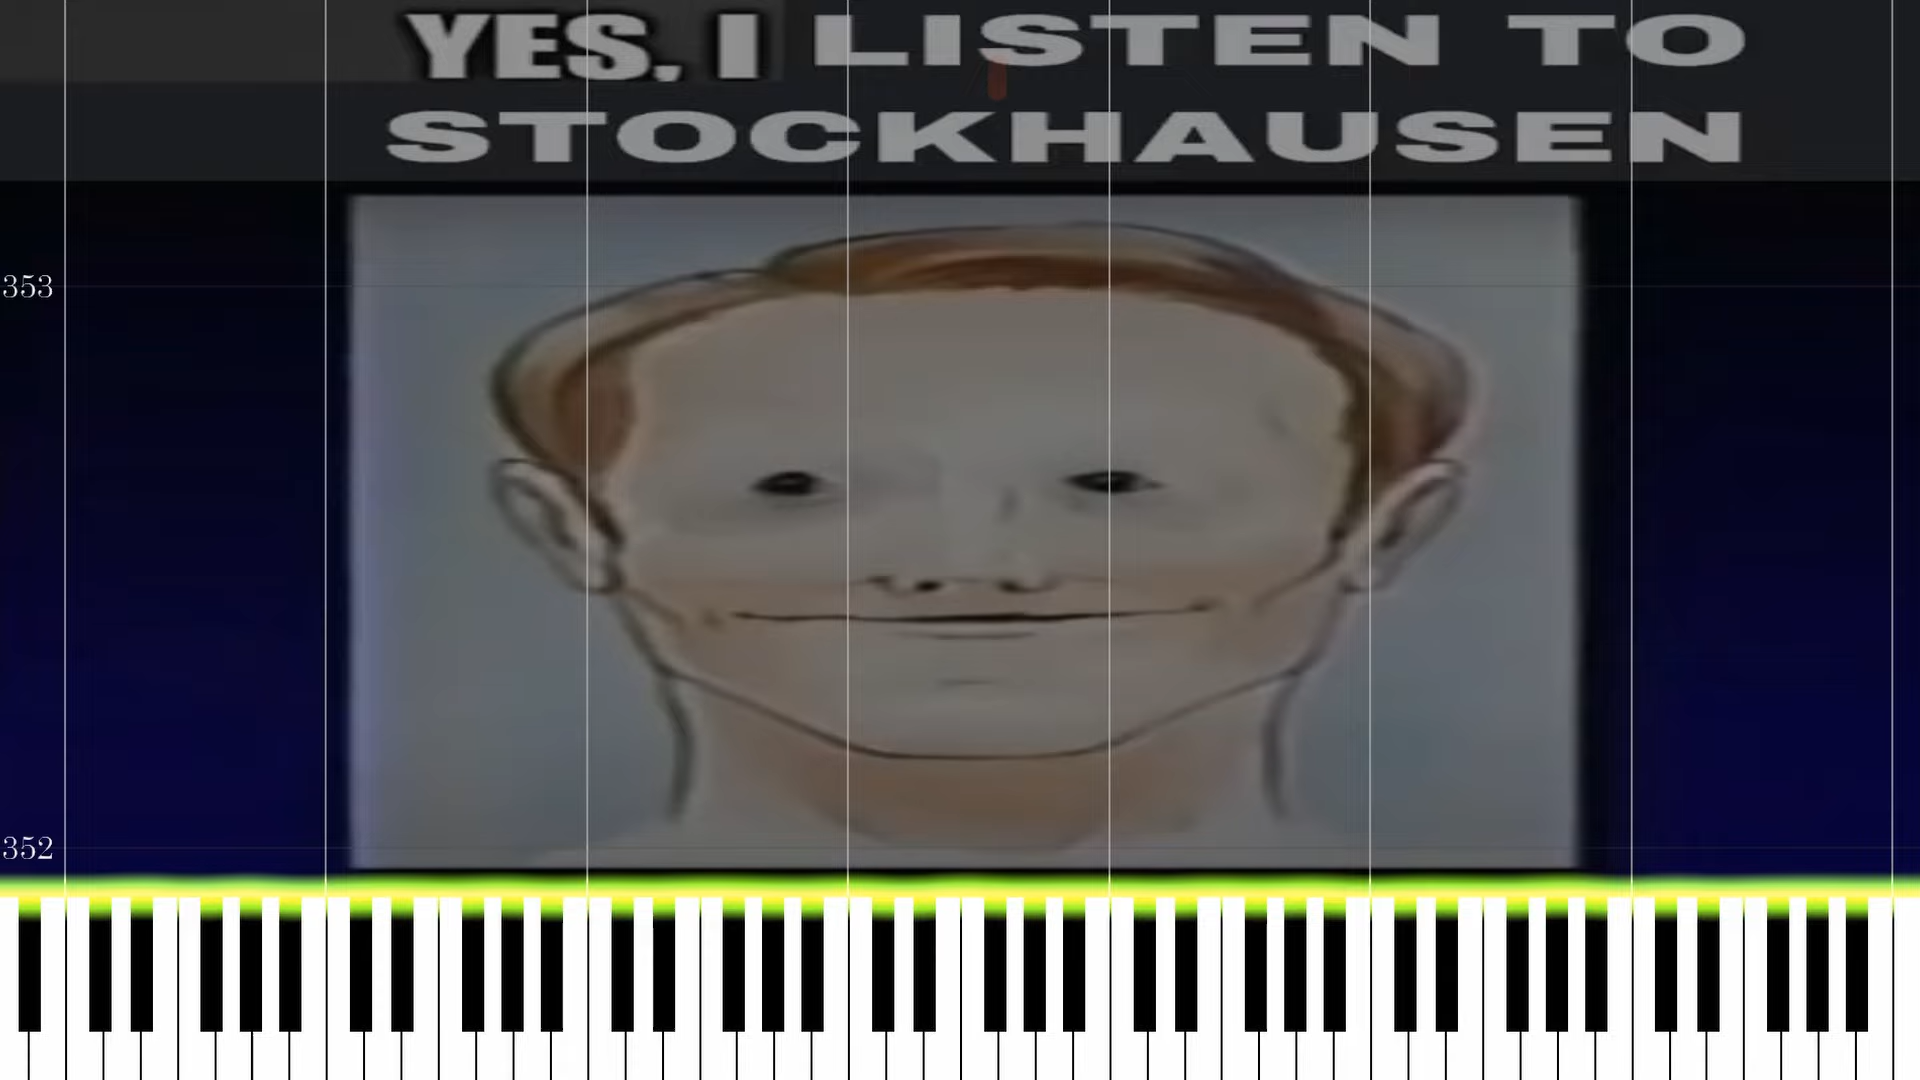 YES, I LISTEN TO
STOCKHAUSEN
353
352